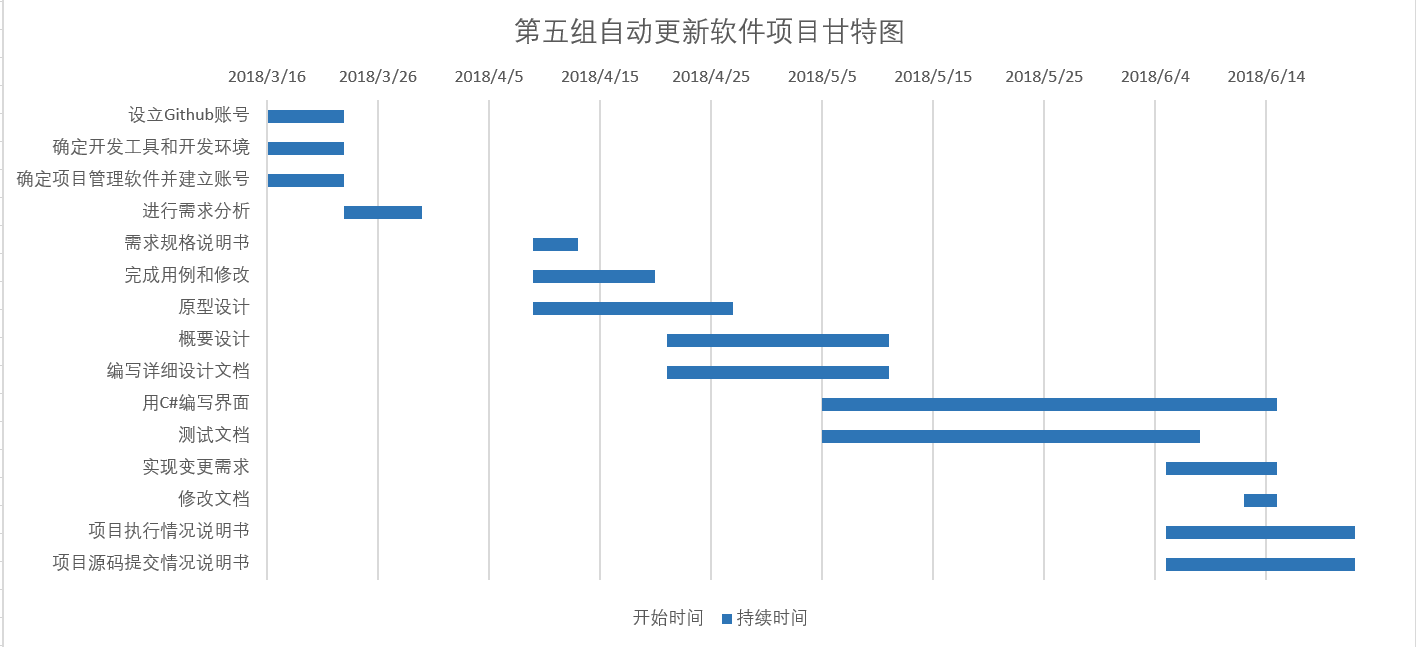 第五组自动更新软件项目甘特图
2018/3/16 2018/3/26 2018/4/5 2018/4/15 2018/4/25 2018/5/5 2018/5/15 2018/5/25 2018/6/4 2018/6/14
设立Github账号
确定开发工具和开发环境
确定项目管理软件并建立账号
进行需求分析
需求规格说明书
完成用例和修改
原型设计
概要设计
编写详细设计文档
用C#编写界面
测试文档
实现变更需求
修改文档
项目执行情况说明书
项目源码提交情况说明书
开始时间 持续时间